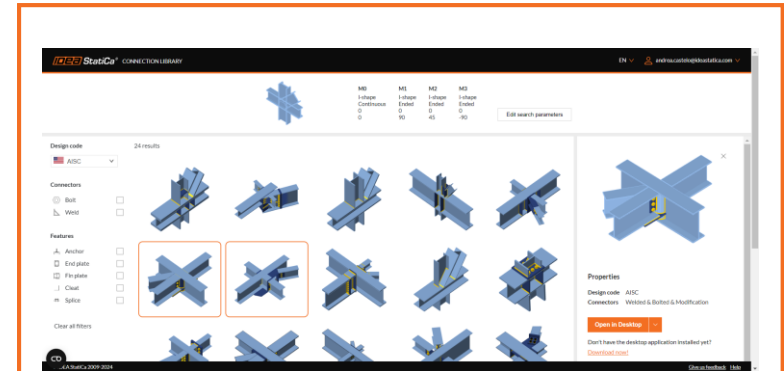 IDEA StatiCa® CONNECTION LIBRARY
EN
andrea.castelo@ideastatica.com
M0 M1 M2 M3
I-shape I-shape I-shape I-shape
Continuous Ended Ended Ended
0 0 0 0
0 90 45 -90
Edit search parameters
Design code
24 results
AISC
Connectors
Bolt
Weld
Features
Anchor
End plate
Fin plate
Cleat
Splice
Clear all filters
Properties
Design code AISC
Connectors Welded & Bolted & Modification
Open in Desktop
Don't have the desktop application installed yet?
Download now!
StatiCa 2009-2024
Give us feedback Help